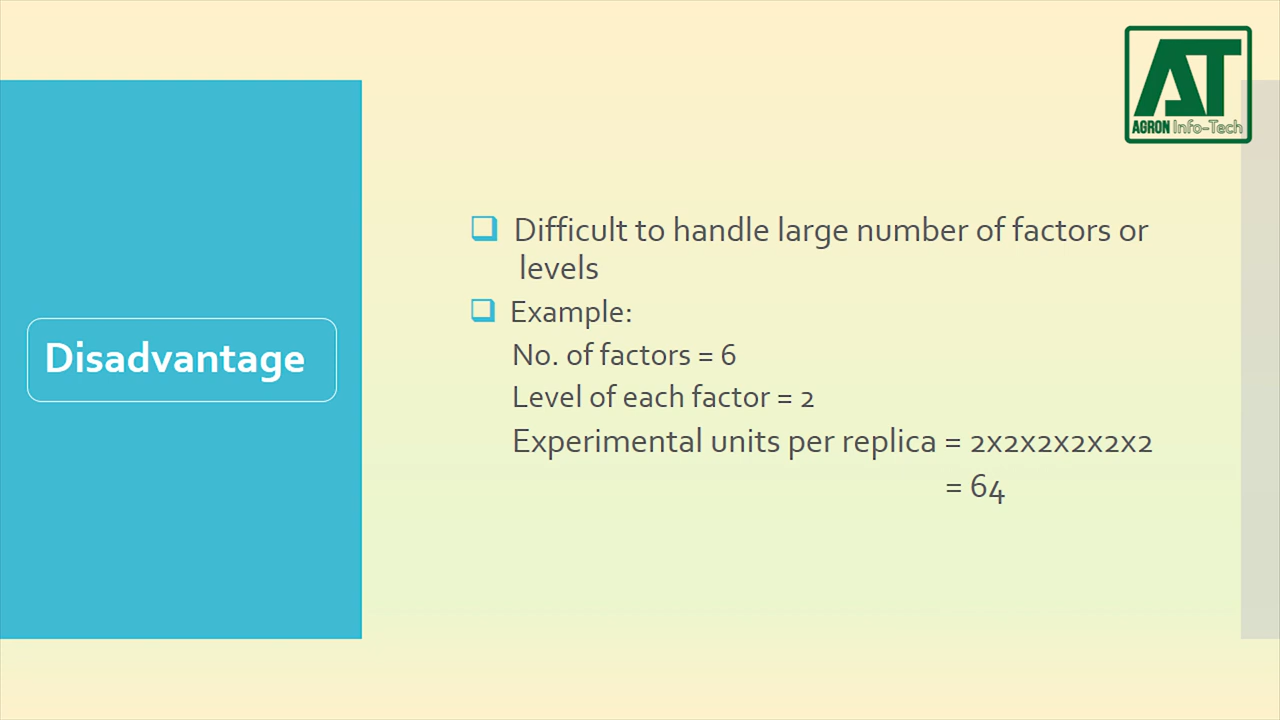 AT
AGRON Info-Tech
Disadvantage
Difficult to handle large number of factors or
levels
Example:
No. of factors = 6
Level of each factor = 2
Experimental units per replica = 2x2x2x2x2x2
= 64